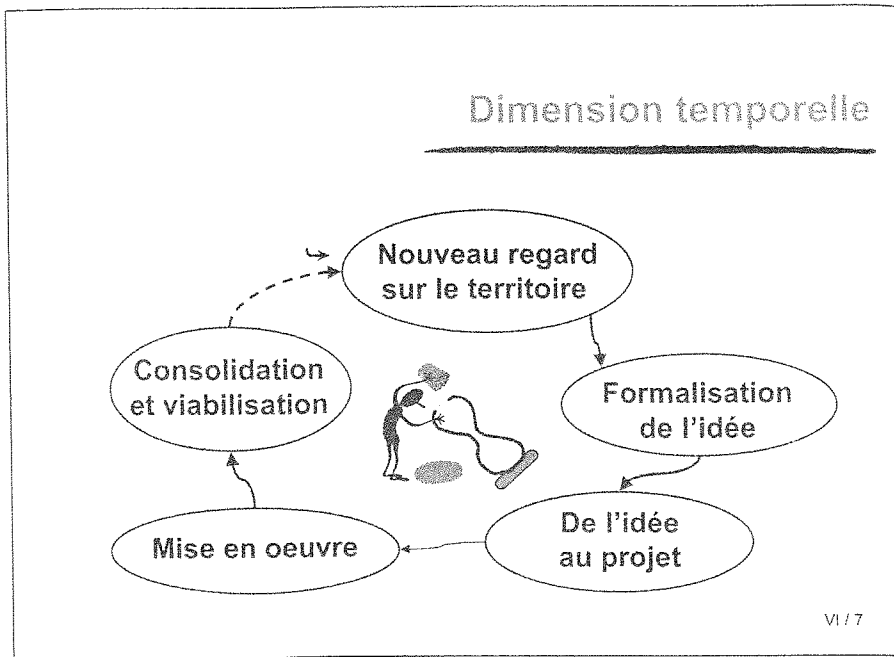 Dimension temporelle
Nouveau regard
sur le territoire
Formalisation
de l'idée
De l'idée
au projet
Mise en oeuvre
Consolidation
et viabilisation
VI / 7